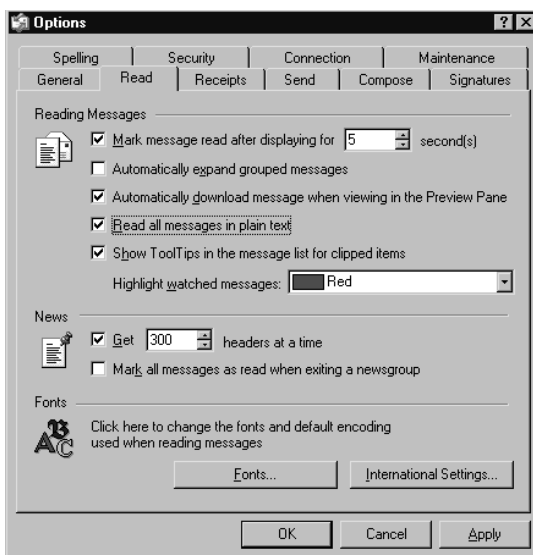 Options
Spelling Security Connection Maintenance
General Read Receipts Send Compose Signatures
Reading Messages
Mark message read after displaying for 5 second(s)
Automatically expand grouped messages
Automatically download message when viewing in the Preview Pane
Read all messages in plain text
Show ToolTips in the message list for clipped items
Highlight watched messages: Red
News
Get 300 headers at a time
Mark all messages as read when exiting a newsgroup
Fonts
Click here to change the fonts and default encoding
used when reading messages
Fonts... International Settings...
OK Cancel Apply